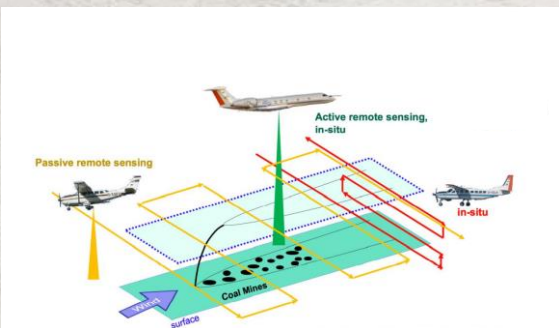 Active remote sensing,
in-situ
Passive remote sensing
in-situ
Coal Mines
Wind
surface